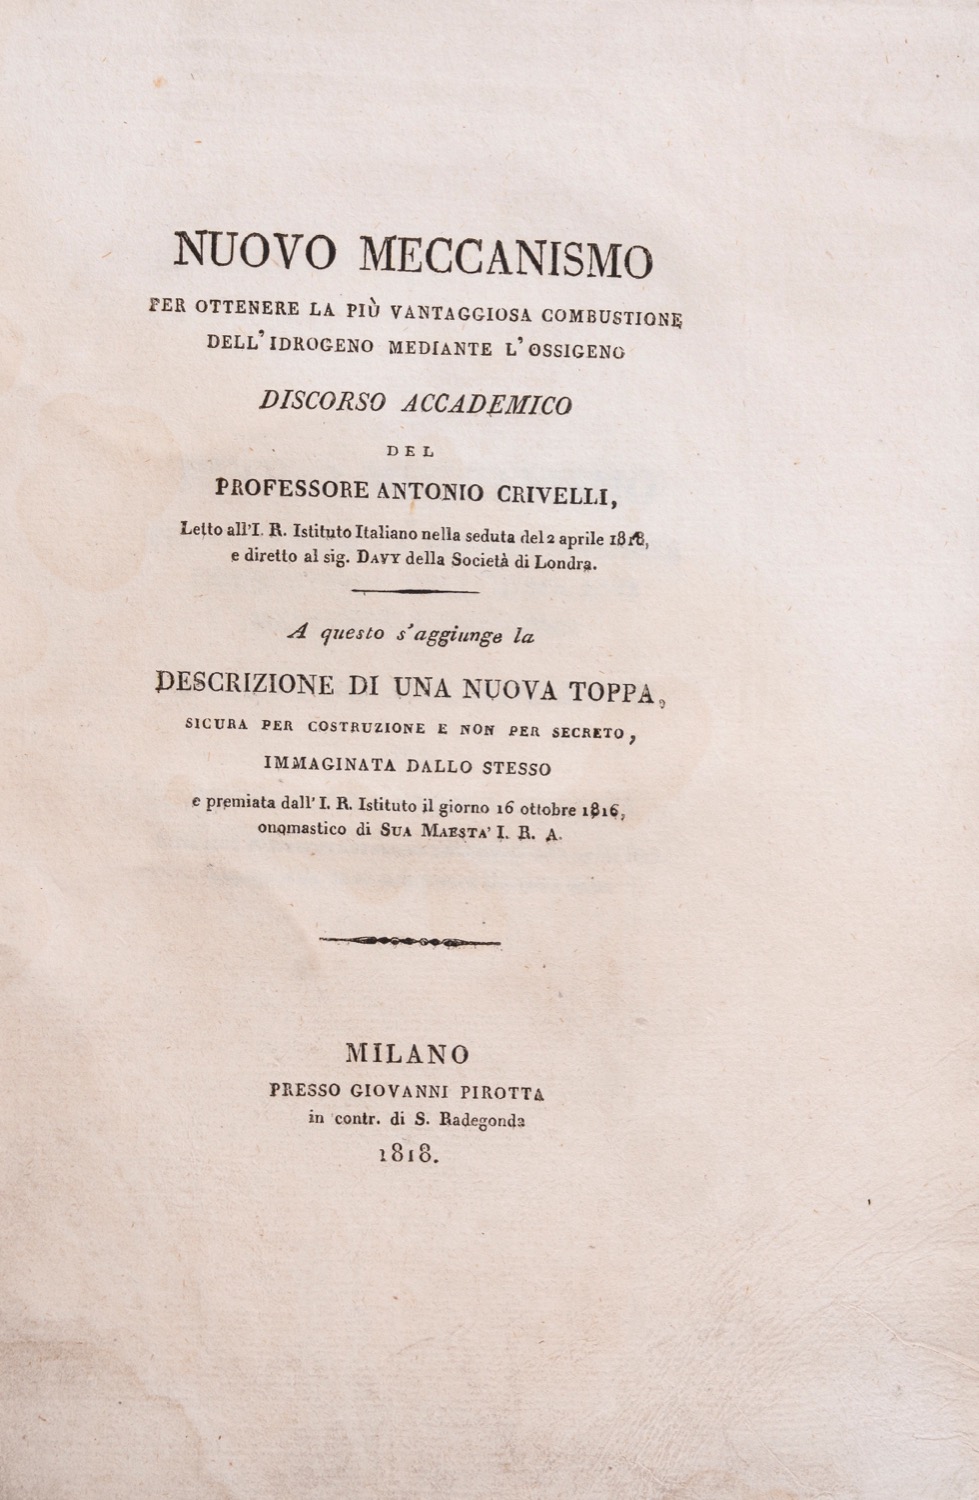 NUOVO MECCANISMO
PER OTTENERE LA PIÙ VANTAGGIOSA COMBUSTIONE
DELL'IDROGENO MEDIANTE L'OSSIGENO
DISCORSO ACCADEMICO
DEL
PROFESSORE ANTONIO CRIVELLI,
Letto all'I. R. Istituto Italiano nella seduta del 2 aprile 1818,
e diretto al sig. DAVY della Società di Londra.
A questo s'aggiunge la
DESCRIZIONE DI UNA NUOVA TOPPA,
SICURA PER COSTRUZIONE E NON PER SECRETO,
IMMAGINATA DALLO STESSO
e premiata dall' I. R. Istituto il giorno 16 ottobre 1816,
onomastico di SUA MAESTA' I. R. A.
MILANO
PRESSO GIOVANNI PIROTTA
in contr. di S. Radegonda
1818.